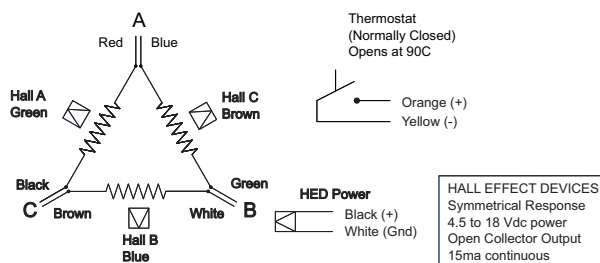 A
Red
Blue
Hall A
Green
Hall C
Brown
Black
C
Brown
Green
White
B
Hall B
Blue
Thermostat
(Normally Closed)
Opens at 90C
Orange (+)
Yellow (-)
HED Power
Black (+)
White (Gnd)
HALL EFFECT DEVICES
Symmetrical Response
4.5 to 18 Vdc power
Open Collector Output
15ma continuous